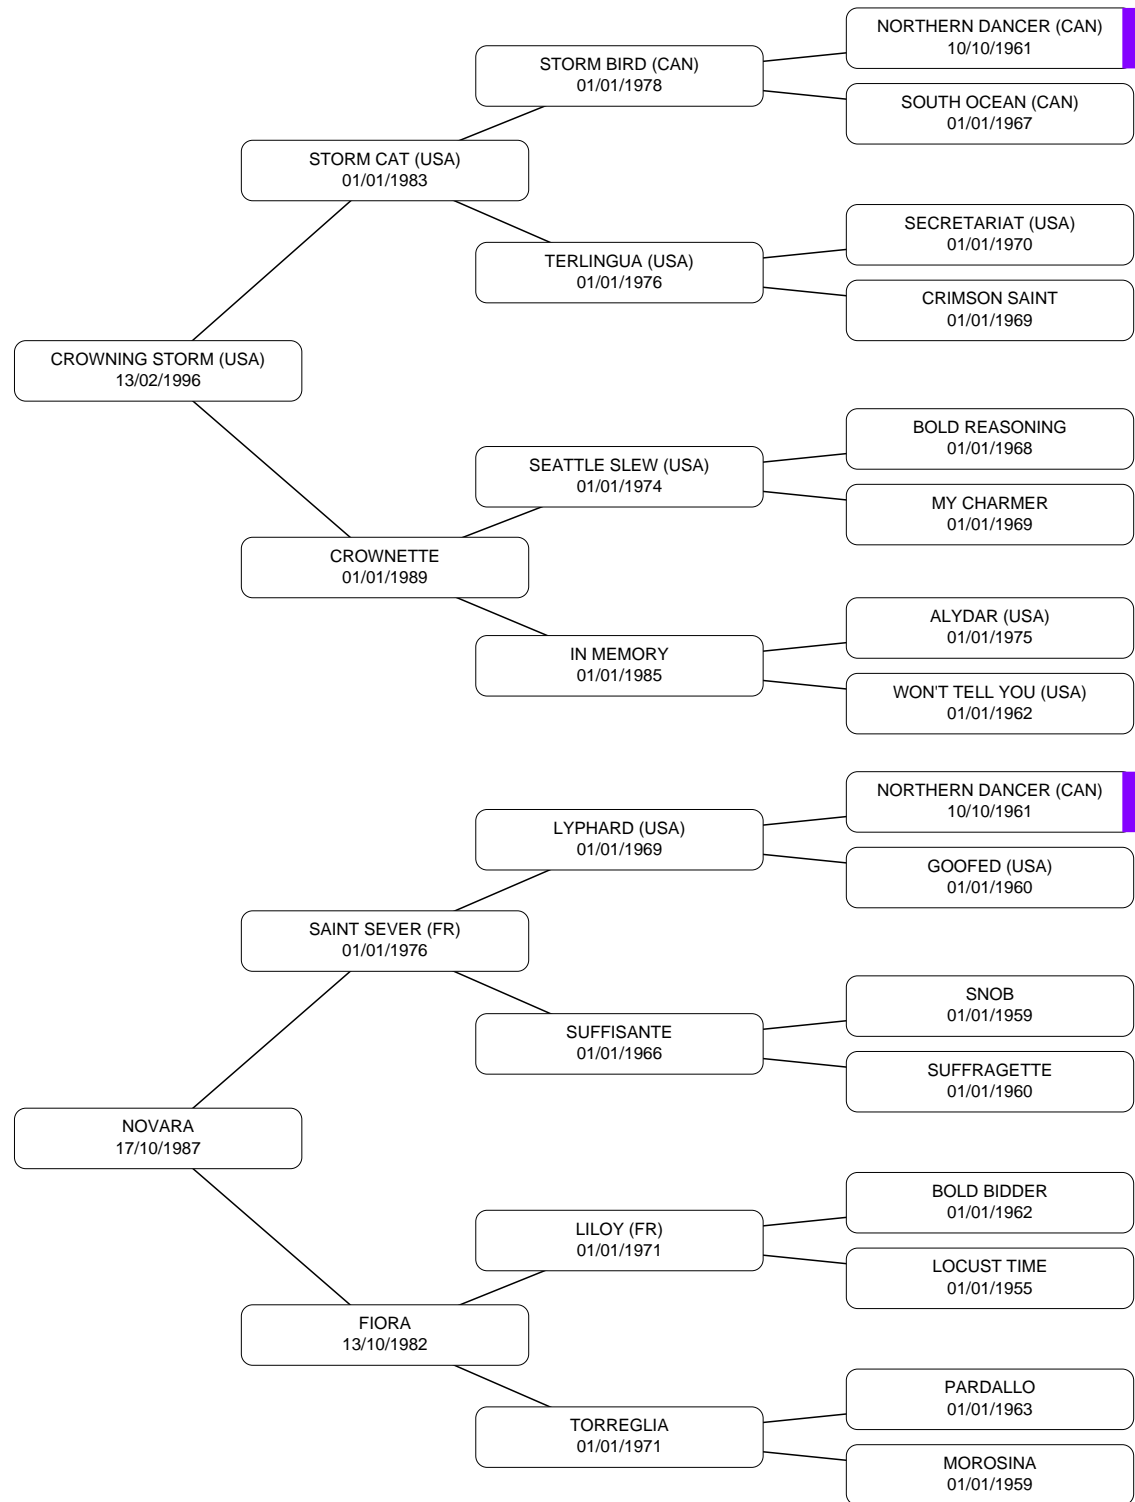 NORTHERN DANCER (CAN)
10/10/1961
STORM BIRD (CAN)
01/01/1978
SOUTH OCEAN (CAN)
01/01/1967
STORM CAT (USA)
01/01/1983
SECRETARIAT (USA)
01/01/1970
TERLINGUA (USA)
01/01/1976
CRIMSON SAINT
01/01/1969
CROWNING STORM (USA)
13/02/1996
BOLD REASONING
01/01/1968
SEATTLE SLEW (USA)
01/01/1974
MY CHARMER
01/01/1969
CROWNETTE
01/01/1989
ALYDAR (USA)
01/01/1975
IN MEMORY
01/01/1985
WON'T TELL YOU (USA)
01/01/1962
NORTHERN DANCER (CAN)
10/10/1961
LYPHARD (USA)
01/01/1969
GOOFED (USA)
01/01/1960
SAINT SEVER (FR)
01/01/1976
SNOB
01/01/1959
SUFFISANTE
01/01/1966
SUFFRAGETTE
01/01/1960
NOVARA
17/10/1987
BOLD BIDDER
01/01/1962
LILOY (FR)
01/01/1971
LOCUST TIME
01/01/1955
FIORA
13/10/1982
PARDALLO
01/01/1963
TORREGLIA
01/01/1971
MOROSINA
01/01/1959